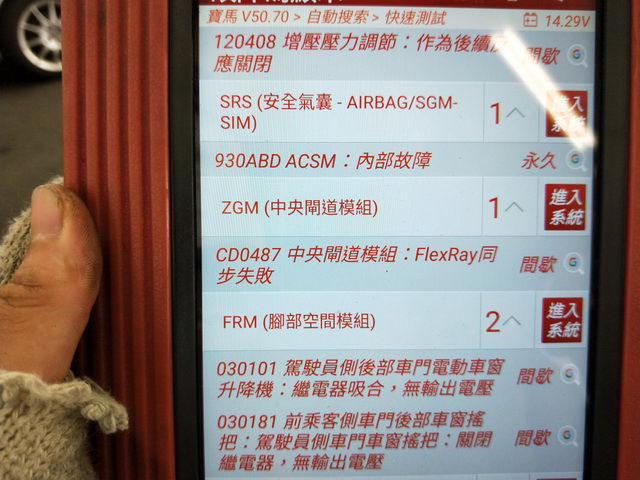 寶馬 V50.70 > 自動搜索 > 快速測試 14.29V
120408 增壓壓力調節：作為後續反 間歇
應關閉
SRS (安全氣囊 - AIRBAG/SGM-
SIM)
1
進入
系統
930ABD ACSM：內部故障 永久
ZGM (中央閘道模組) 1
進入
系統
CD0487 中央閘道模組：FlexRay同
步失敗
間歇
FRM (腳部空間模組) 2
進入
系統
030101 駕駛員側後部車門電動車窗
升降機：繼電器吸合，無輸出電壓
間歇
030181 前乘客側車門後部車窗搖
把：駕駛員側車門車窗搖把：關閉
繼電器，無輸出電壓
間歇